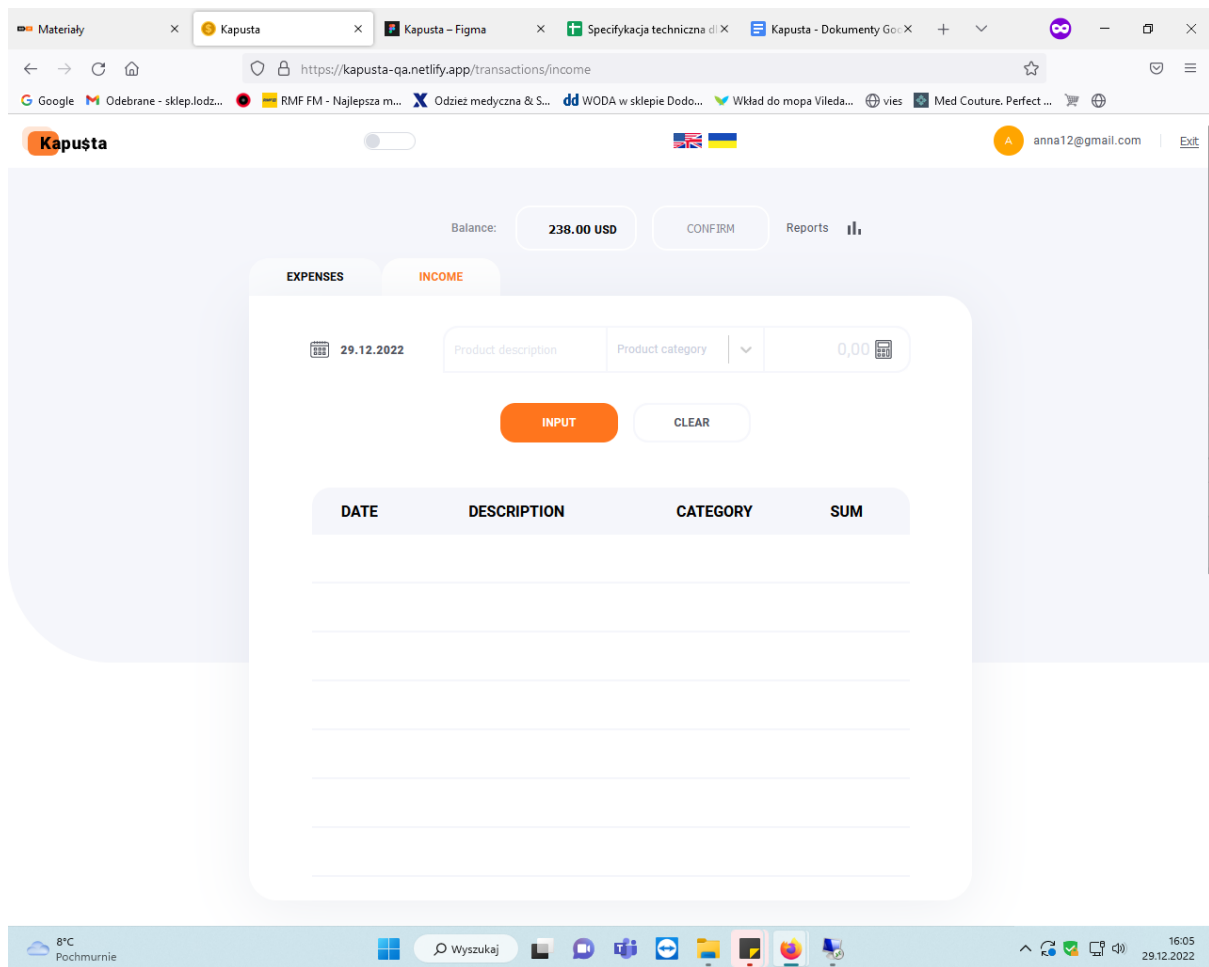 Materiały
Kapusta
Kapusta – Figma
Specyfikacja techniczna dl
Kapusta - Dokumenty Goo
https://kapusta-qa.netlify.app/transactions/income
Google
Odebrane - sklep.lodz...
RMF FM - Najlepsza m...
Odzież medyczna & S...
dd WODA w sklepie Dodo...
Wkład do mopa Vileda...
vies
Med Couture. Perfect ...
Kapu$ta
A
anna12@gmail.com
Exit
Balance:
238.00 USD
CONFIRM
Reports
EXPENSES
INCOME
29.12.2022
Product description
Product category
0,00
INPUT
CLEAR
DATE
DESCRIPTION
CATEGORY
SUM
8°C
Pochmurnie
Wyszukaj
16:05
29.12.2022